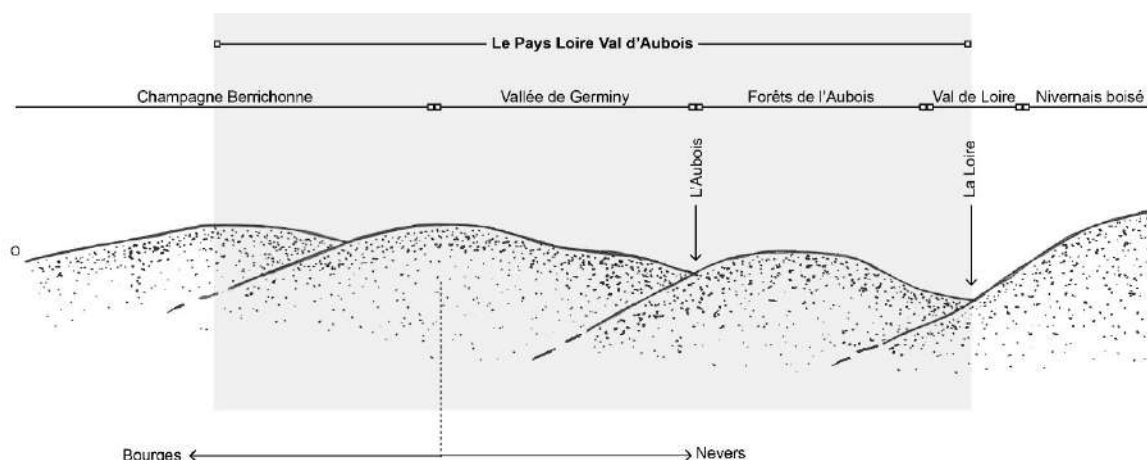 Le Pays Loire Val d'Aubois
Champagne Berrichonne Vallée de Germiny Forêts de l'Aubois Val de Loire Nivernais boisé
L'Aubois
La Loire
O
Bourges Nevers